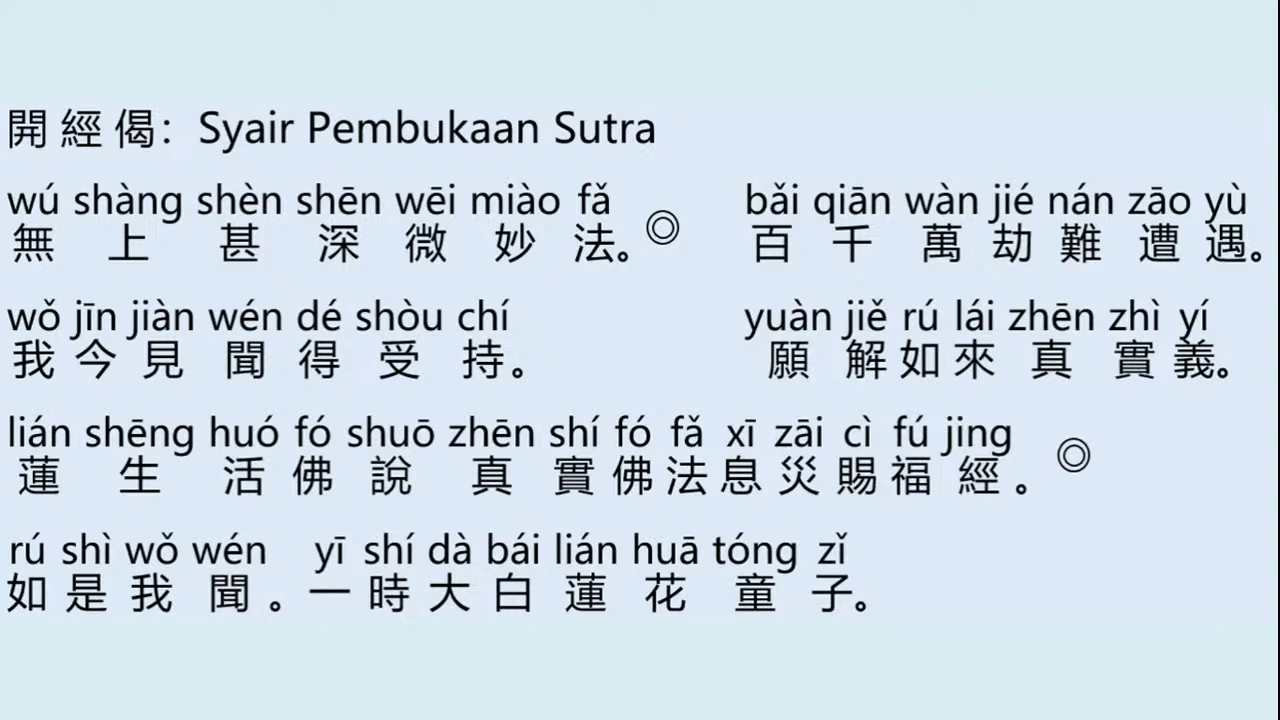 開經偈：Syair Pembukaan Sutra
wú shàng shèn shēn wēi miào fǎ bǎi qiān wàn jié nán zāo yù
無上甚深微妙法。◎ 百千萬劫難遭遇。
wǒ jīn jiàn wén dé shòu chí yuàn jiě rú lái zhēn zhì yí
我今見聞得受持。 願解如來真實義。
lián shēng huó fó shuō zhēn shí fó fǎ xī zāi cì fú jing
蓮生活佛說真實佛法息災賜福經。◎
rú shì wǒ wén yī shí dà bái lián huā tóng zǐ
如是我聞。一時大白蓮花童子。